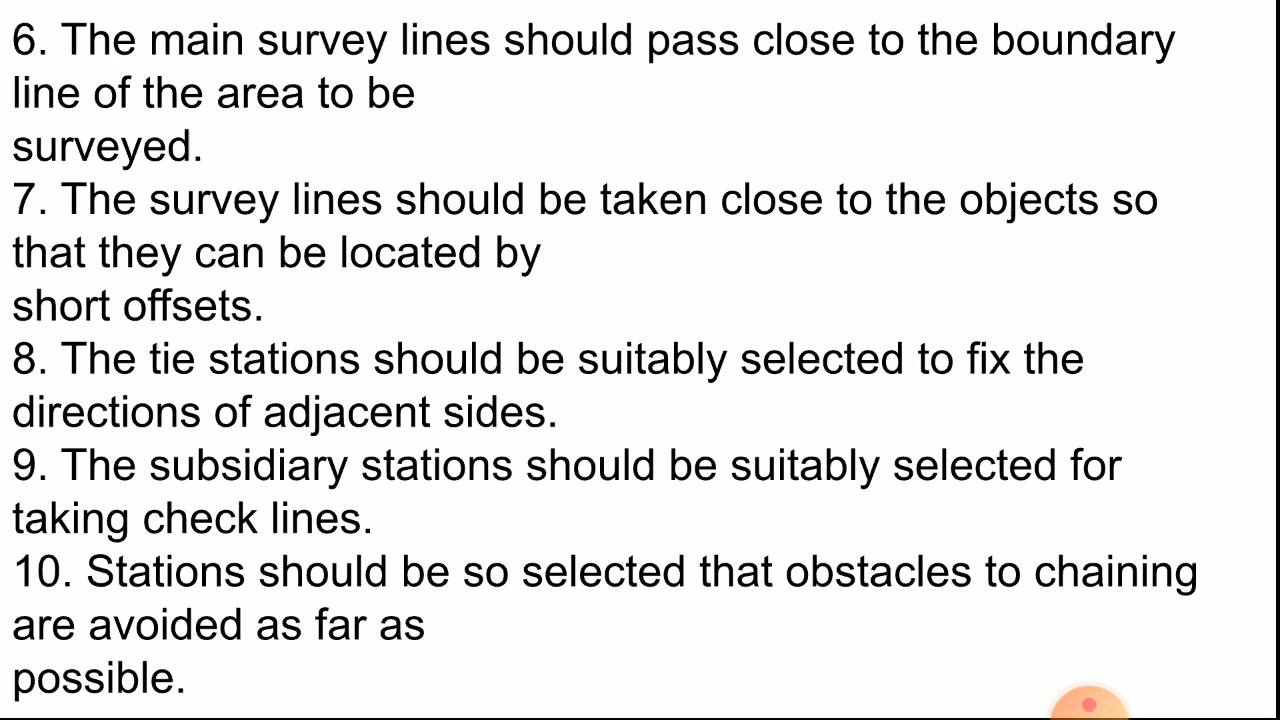 6. The main survey lines should pass close to the boundary
line of the area to be
surveyed.
7. The survey lines should be taken close to the objects so
that they can be located by
short offsets.
8. The tie stations should be suitably selected to fix the
directions of adjacent sides.
9. The subsidiary stations should be suitably selected for
taking check lines.
10. Stations should be so selected that obstacles to chaining
are avoided as far as
possible.